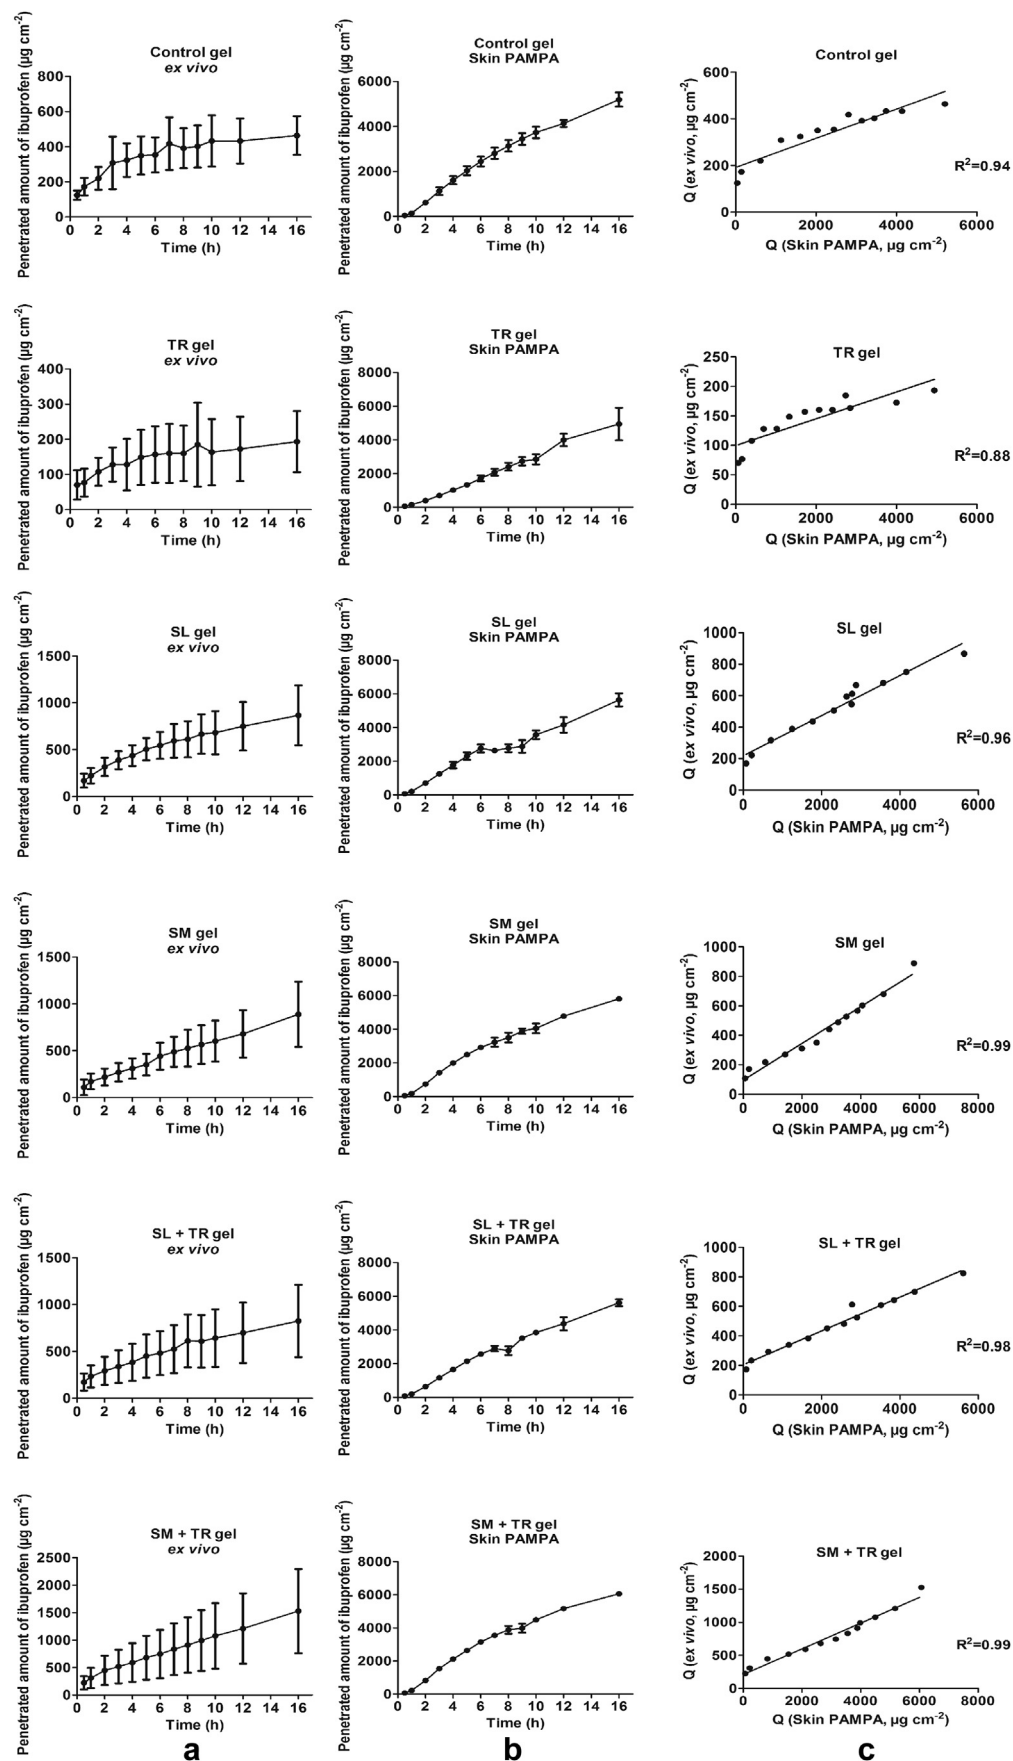 Penetrated amount of ibuprofen (µg cm-2)
Control gel
ex vivo
800
600
400
200
0
0 2 4 6 8 10 12 14 16
Time (h)
Penetrated amount of ibuprofen (µg cm-2)
Control gel
Skin PAMPA
6000
4000
2000
0
0 2 4 6 8 10 12 14 16
Time (h)
Q (ex vivo, µg cm-2)
Control gel
600
400
200
0
0 2000 4000 6000
Q (Skin PAMPA, µg cm-2)
R2=0.94
Penetrated amount of ibuprofen (µg cm-2)
TR gel
ex vivo
400
300
200
100
0
0 2 4 6 8 10 12 14 16
Time (h)
Penetrated amount of ibuprofen (µg cm-2)
TR gel
Skin PAMPA
8000
6000
4000
2000
0
0 2 4 6 8 10 12 14 16
Time (h)
Q (ex vivo, µg cm-2)
TR gel
250
200
150
100
50
0
0 2000 4000 6000
Q (Skin PAMPA, µg cm-2)
R2=0.88
Penetrated amount of ibuprofen (µg cm-2)
SL gel
ex vivo
1500
1000
500
0
0 2 4 6 8 10 12 14 16
Time (h)
Penetrated amount of ibuprofen (µg cm-2)
SL gel
Skin PAMPA
8000
6000
4000
2000
0
0 2 4 6 8 10 12 14 16
Time (h)
Q (ex vivo, µg cm-2)
SL gel
1000
800
600
400
200
0
0 2000 4000 6000
Q (Skin PAMPA, µg cm-2)
R2=0.96
Penetrated amount of ibuprofen (µg cm-2)
SM gel
ex vivo
1500
1000
500
0
0 2 4 6 8 10 12 14 16
Time (h)
Penetrated amount of ibuprofen (µg cm-2)
SM gel
Skin PAMPA
8000
6000
4000
2000
0
0 2 4 6 8 10 12 14 16
Time (h)
Q (ex vivo, µg cm-2)
SM gel
1000
800
600
400
200
0
0 2000 4000 6000 8000
Q (Skin PAMPA, µg cm-2)
R2=0.99
Penetrated amount of ibuprofen (µg cm-2)
SL + TR gel
ex vivo
1500
1000
500
0
0 2 4 6 8 10 12 14 16
Time (h)
Penetrated amount of ibuprofen (µg cm-2)
SL + TR gel
Skin PAMPA
8000
6000
4000
2000
0
0 2 4 6 8 10 12 14 16
Time (h)
Q (ex vivo, µg cm-2)
SL + TR gel
1000
800
600
400
200
0
0 2000 4000 6000
Q (Skin PAMPA, µg cm-2)
R2=0.98
Penetrated amount of ibuprofen (µg cm-2)
SM + TR gel
ex vivo
2500
2000
1500
1000
500
0
0 2 4 6 8 10 12 14 16
Time (h)
Penetrated amount of ibuprofen (µg cm-2)
SM + TR gel
Skin PAMPA
8000
6000
4000
2000
0
0 2 4 6 8 10 12 14 16
Time (h)
Q (ex vivo, µg cm-2)
SM + TR gel
2000
1500
1000
500
0
0 2000 4000 6000 8000
Q (Skin PAMPA, µg cm-2)
R2=0.99
a b c